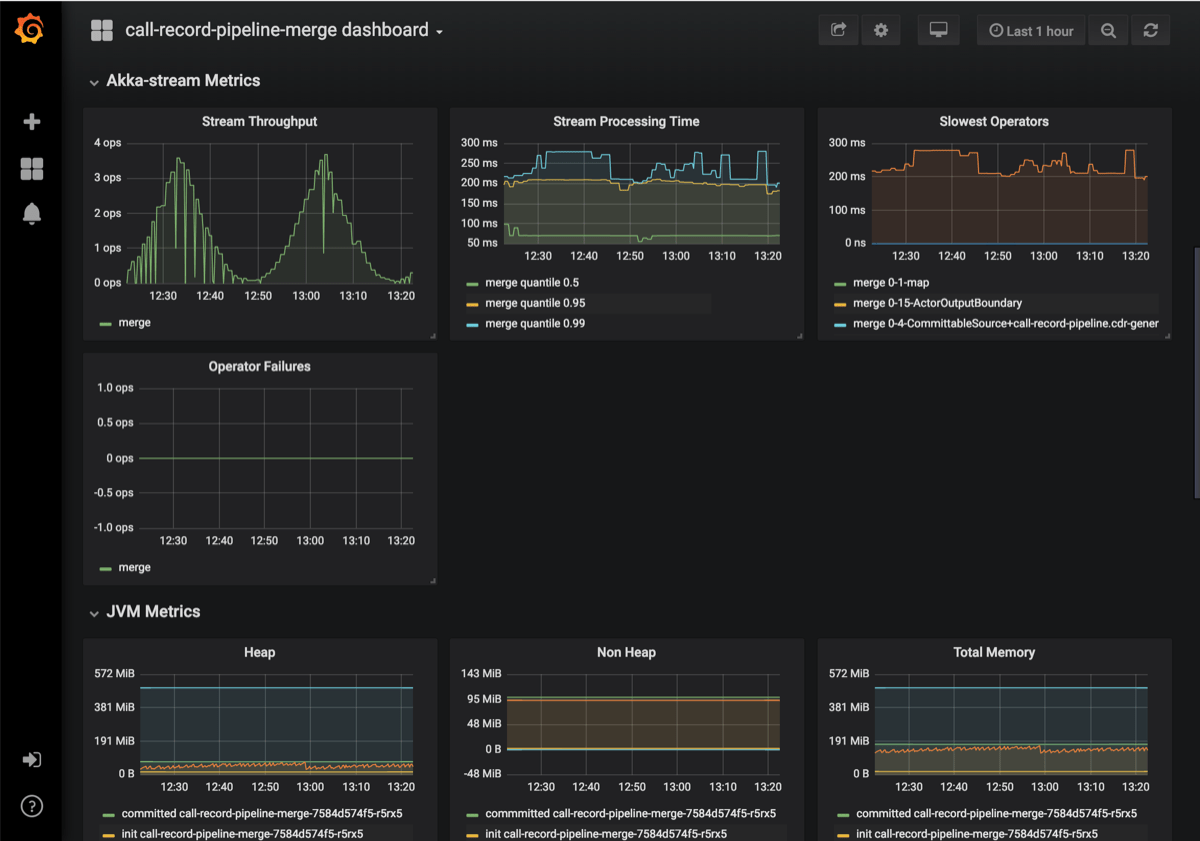 call-record-pipeline-merge dashboard
Last 1 hour
Akka-stream Metrics
Stream Throughput
4 ops
3 ops
2 ops
1 ops
0 ops
12:30 12:40 12:50 13:00 13:10 13:20
merge
Stream Processing Time
300 ms
250 ms
200 ms
150 ms
100 ms
50 ms
12:30 12:40 12:50 13:00 13:10 13:20
merge quantile 0.5
merge quantile 0.95
merge quantile 0.99
Slowest Operators
300 ms
200 ms
100 ms
0 ns
12:30 12:40 12:50 13:00 13:10 13:20
merge 0-1-map
merge 0-15-ActorOutputBoundary
merge 0-4-CommittableSource+call-record-pipeline.cdr-gener
Operator Failures
1.0 ops
0.5 ops
0 ops
-0.5 ops
-1.0 ops
12:30 12:40 12:50 13:00 13:10 13:20
merge
JVM Metrics
Heap
572 MiB
381 MiB
191 MiB
0 B
12:30 12:40 12:50 13:00 13:10 13:20
committed call-record-pipeline-merge-7584d574f5-r5rx5
init call-record-pipeline-merge-7584d574f5-r5rx5
Non Heap
143 MiB
95 MiB
48 MiB
0 B
-48 MiB
12:30 12:40 12:50 13:00 13:10 13:20
commmitted call-record-pipeline-merge-7584d574f5-r5rx5
init call-record-pipeline-merge-7584d574f5-r5rx5
Total Memory
572 MiB
381 MiB
191 MiB
0 B
12:30 12:40 12:50 13:00 13:10 13:20
committed call-record-pipeline-merge-7584d574f5-r5rx5
init call-record-pipeline-merge-7584d574f5-r5rx5